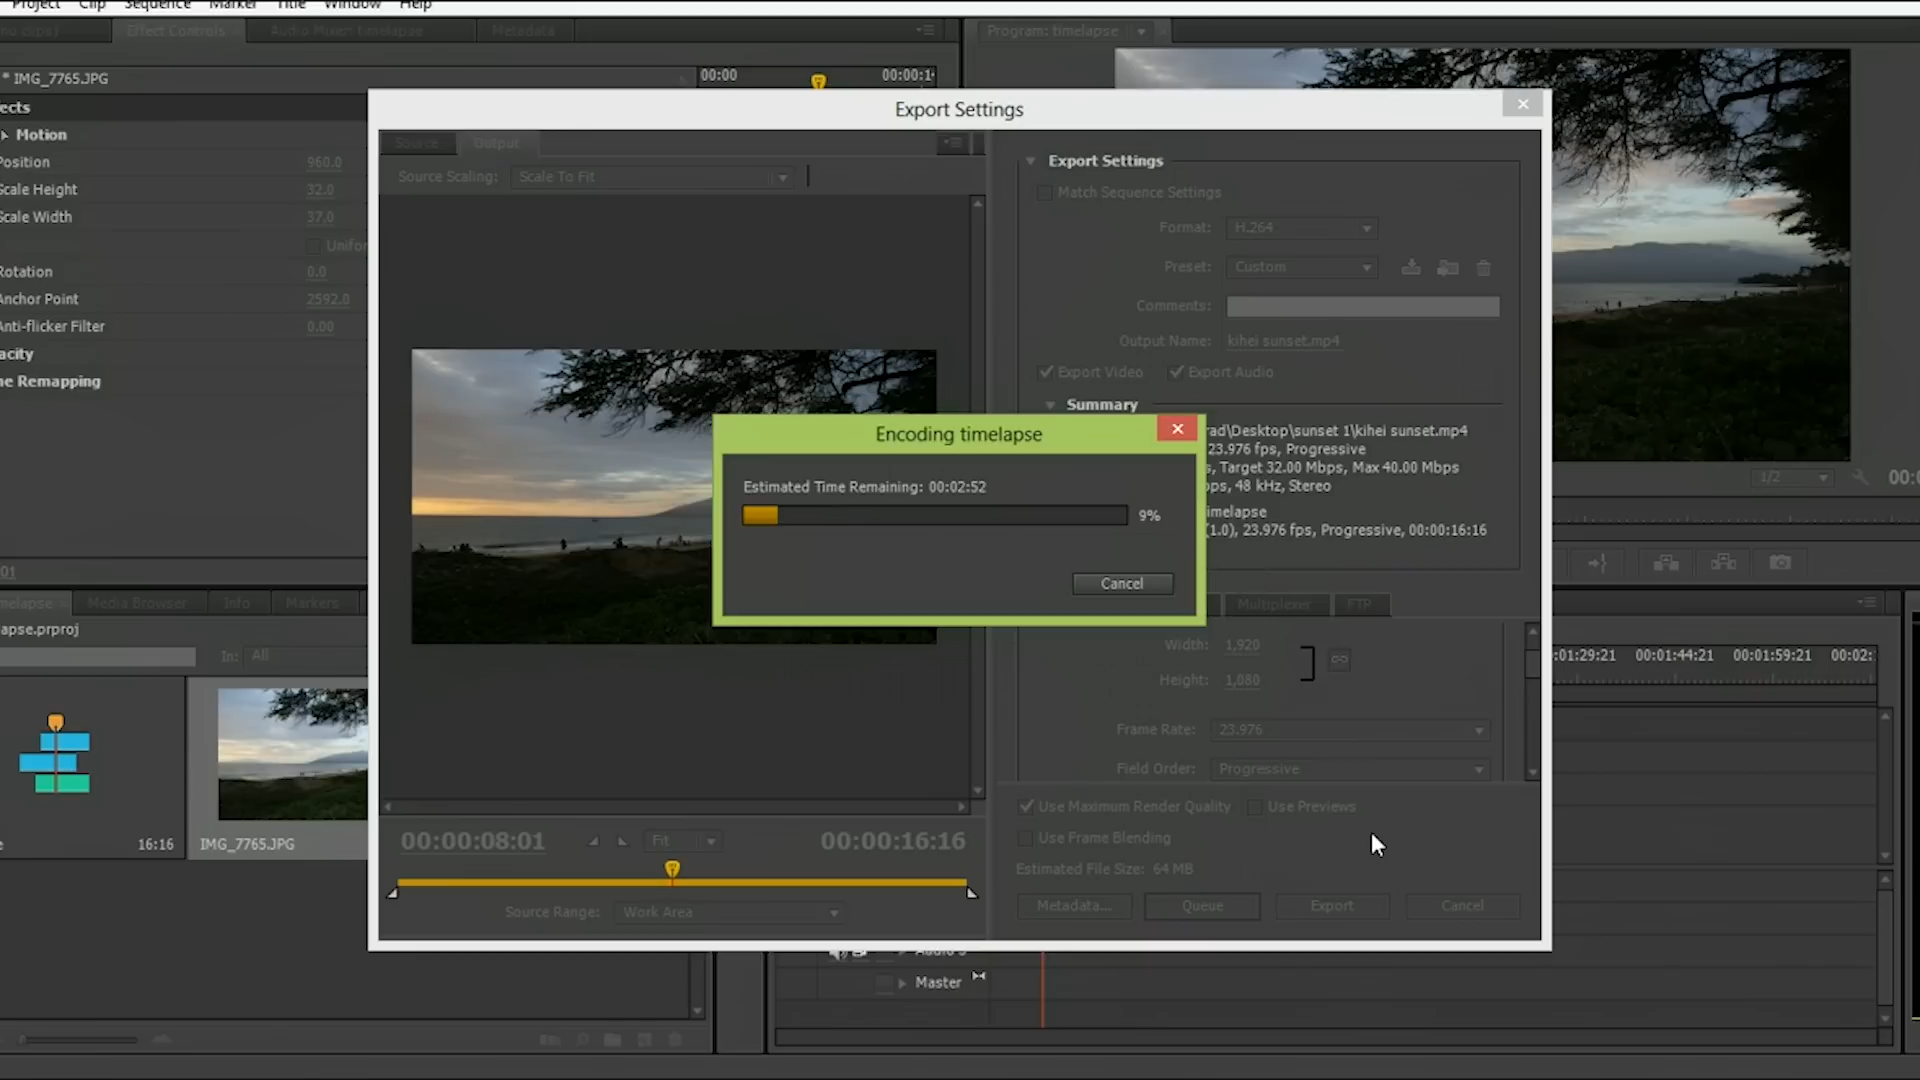 Project Clip Sequence Marker Title Window Help
Effect Controls Audio Mixer: timelapse Metadata
Program: timelapse
* IMG_7765.JPG
00:00
Motion
Position 960.0
Scale Height 32.0
Scale Width 37.0
Rotation 0.0
Anchor Point 2592.0
Anti-flicker Filter 0.00
Export Settings
Source Output
Source Scaling: Scale To Fit
Export Settings
Match Sequence Settings
Format: H.264
Preset: Custom
Comments:
Output Name: kihei sunset.mp4
Export Video Export Audio
Summary
rad\Desktop\sunset 1\kihei sunset.mp4
23.976 fps, Progressive
s, Target 32.00 Mbps, Max 40.00 Mbps
ps, 48 kHz, Stereo
imelapse
(1.0), 23.976 fps, Progressive, 00:00:16:16
Encoding timelapse
Estimated Time Remaining: 00:02:52
9%
Cancel
Multiplexer FTP
Width: 1,920
Height: 1,080
Frame Rate: 23.976
Field Order: Progressive
Use Maximum Render Quality Use Previews
Use Frame Blending
Estimated File Size: 64 MB
Metadata... Queue Export Cancel
00:00:08:01 Fit 00:00:16:16
Source Range: Work Area
1/2
Media Browser Info Markers
apse.prproj
In: All
16:16 IMG_7765.JPG
:01:29:21 00:01:44:21 00:01:59:21 00:02:
Master